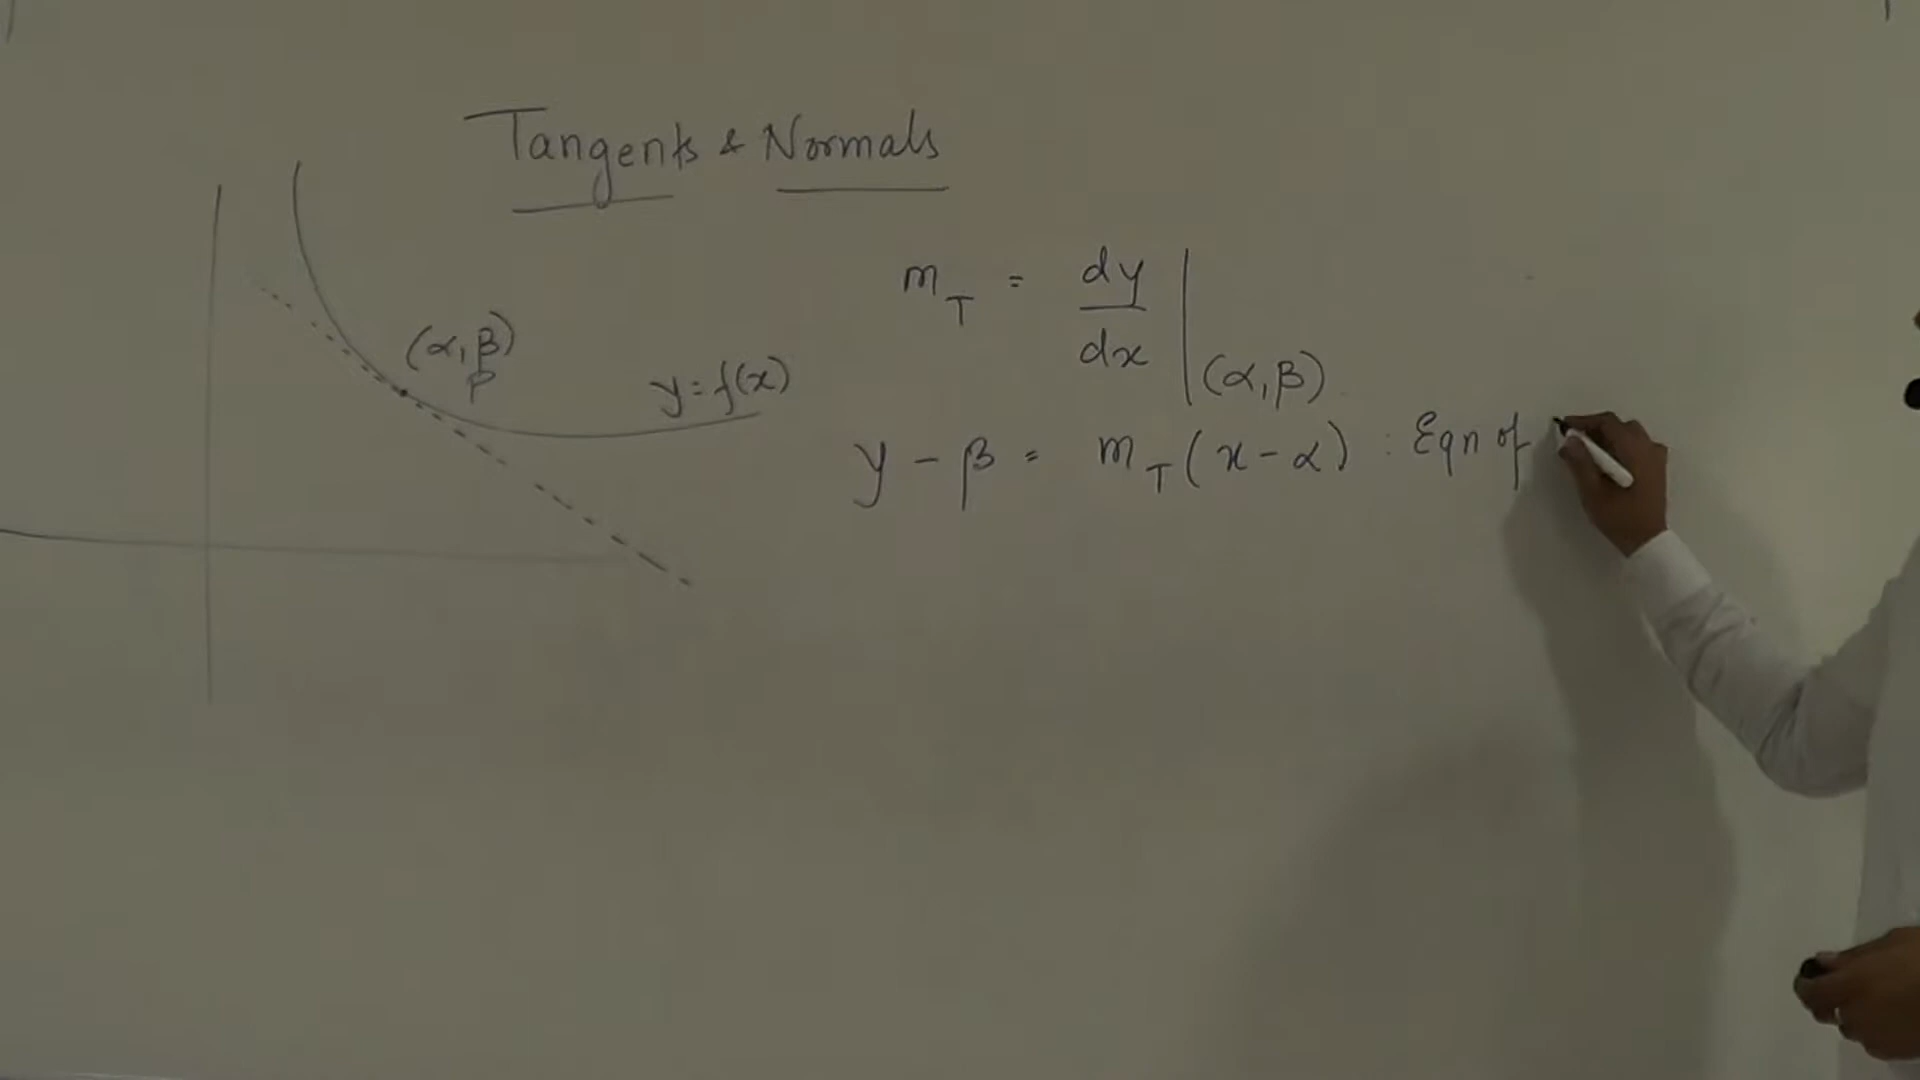 Tangents & Normals
(α, β)
P
y = f(x)
m_T = dy/dx |(α, β)
y - β = m_T (x - α) : Eqn of